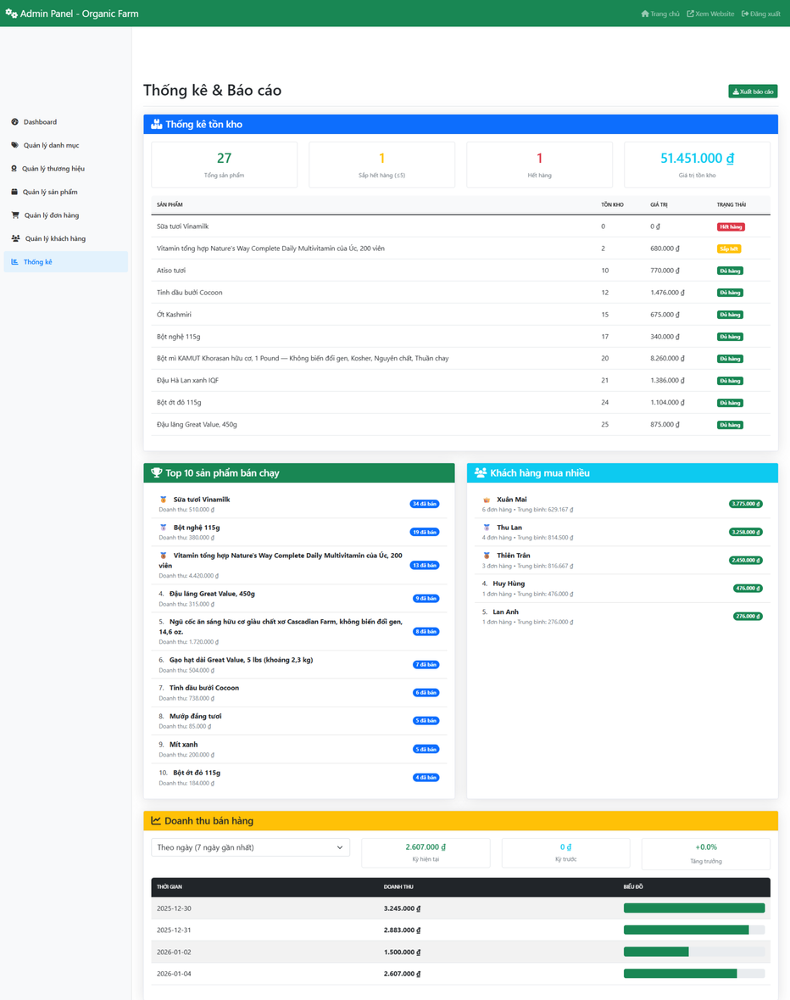 Admin Panel - Organic Farm
Trang chủ
Xem Website
Đăng xuất
Dashboard
Quản lý danh mục
Quản lý thương hiệu
Quản lý sản phẩm
Quản lý đơn hàng
Quản lý khách hàng
Thống kê
Thống kê & Báo cáo
Xuất báo cáo
Thống kê tồn kho
27
Tổng sản phẩm
1
Sắp hết hàng (≤5)
1
Hết hàng
51.451.000 ₫
Giá trị tồn kho
SẢN PHẨM TỒN KHO GIÁ TRỊ TRẠNG THÁI
Sữa tươi Vinamilk 0 0 ₫ Hết hàng
Vitamin tổng hợp Nature's Way Complete Daily Multivitamin của Úc, 200 viên 2 680.000 ₫ Sắp hết
Atiso tươi 10 770.000 ₫ Đủ hàng
Tinh dầu bưởi Cocoon 12 1.476.000 ₫ Đủ hàng
Ớt Kashmiri 15 675.000 ₫ Đủ hàng
Bột nghệ 115g 17 340.000 ₫ Đủ hàng
Bột mì KAMUT Khorasan hữu cơ, 1 Pound — Không biến đổi gen, Kosher, Nguyên chất, Thuần chay 20 8.260.000 ₫ Đủ hàng
Đậu Hà Lan xanh IQF 21 1.386.000 ₫ Đủ hàng
Bột ớt đỏ 115g 24 1.104.000 ₫ Đủ hàng
Đậu lăng Great Value, 450g 25 875.000 ₫ Đủ hàng
Top 10 sản phẩm bán chạy
Sữa tươi Vinamilk
Doanh thu: 510.000 ₫
34 đã bán
Bột nghệ 115g
Doanh thu: 380.000 ₫
19 đã bán
Vitamin tổng hợp Nature's Way Complete Daily Multivitamin của Úc, 200
viên
Doanh thu: 4.420.000 ₫
13 đã bán
4. Đậu lăng Great Value, 450g
Doanh thu: 315.000 ₫
9 đã bán
5. Ngũ cốc ăn sáng hữu cơ giàu chất xơ Cascadian Farm, không biến đổi gen,
14,6 oz.
Doanh thu: 1.720.000 ₫
8 đã bán
6. Gạo hạt dài Great Value, 5 lbs (khoảng 2,3 kg)
Doanh thu: 504.000 ₫
7 đã bán
7. Tinh dầu bưởi Cocoon
Doanh thu: 738.000 ₫
6 đã bán
8. Mướp đắng tươi
Doanh thu: 85.000 ₫
5 đã bán
9. Mít xanh
Doanh thu: 200.000 ₫
5 đã bán
10. Bột ớt đỏ 115g
Doanh thu: 184.000 ₫
4 đã bán
Khách hàng mua nhiều
Xuân Mai
6 đơn hàng • Trung bình: 629.167 ₫
3.775.000 ₫
Thu Lan
4 đơn hàng • Trung bình: 814.500 ₫
3.258.000 ₫
Thiên Trân
3 đơn hàng • Trung bình: 816.667 ₫
2.450.000 ₫
4. Huy Hùng
1 đơn hàng • Trung bình: 476.000 ₫
476.000 ₫
5. Lan Anh
1 đơn hàng • Trung bình: 276.000 ₫
276.000 ₫
Doanh thu bán hàng
Theo ngày (7 ngày gần nhất)
2.607.000 ₫
Kỳ hiện tại
0 ₫
Kỳ trước
+0.0%
Tăng trưởng
THỜI GIAN DOANH THU BIỂU ĐỒ
2025-12-30 3.245.000 ₫
2025-12-31 2.883.000 ₫
2026-01-02 1.500.000 ₫
2026-01-04 2.607.000 ₫